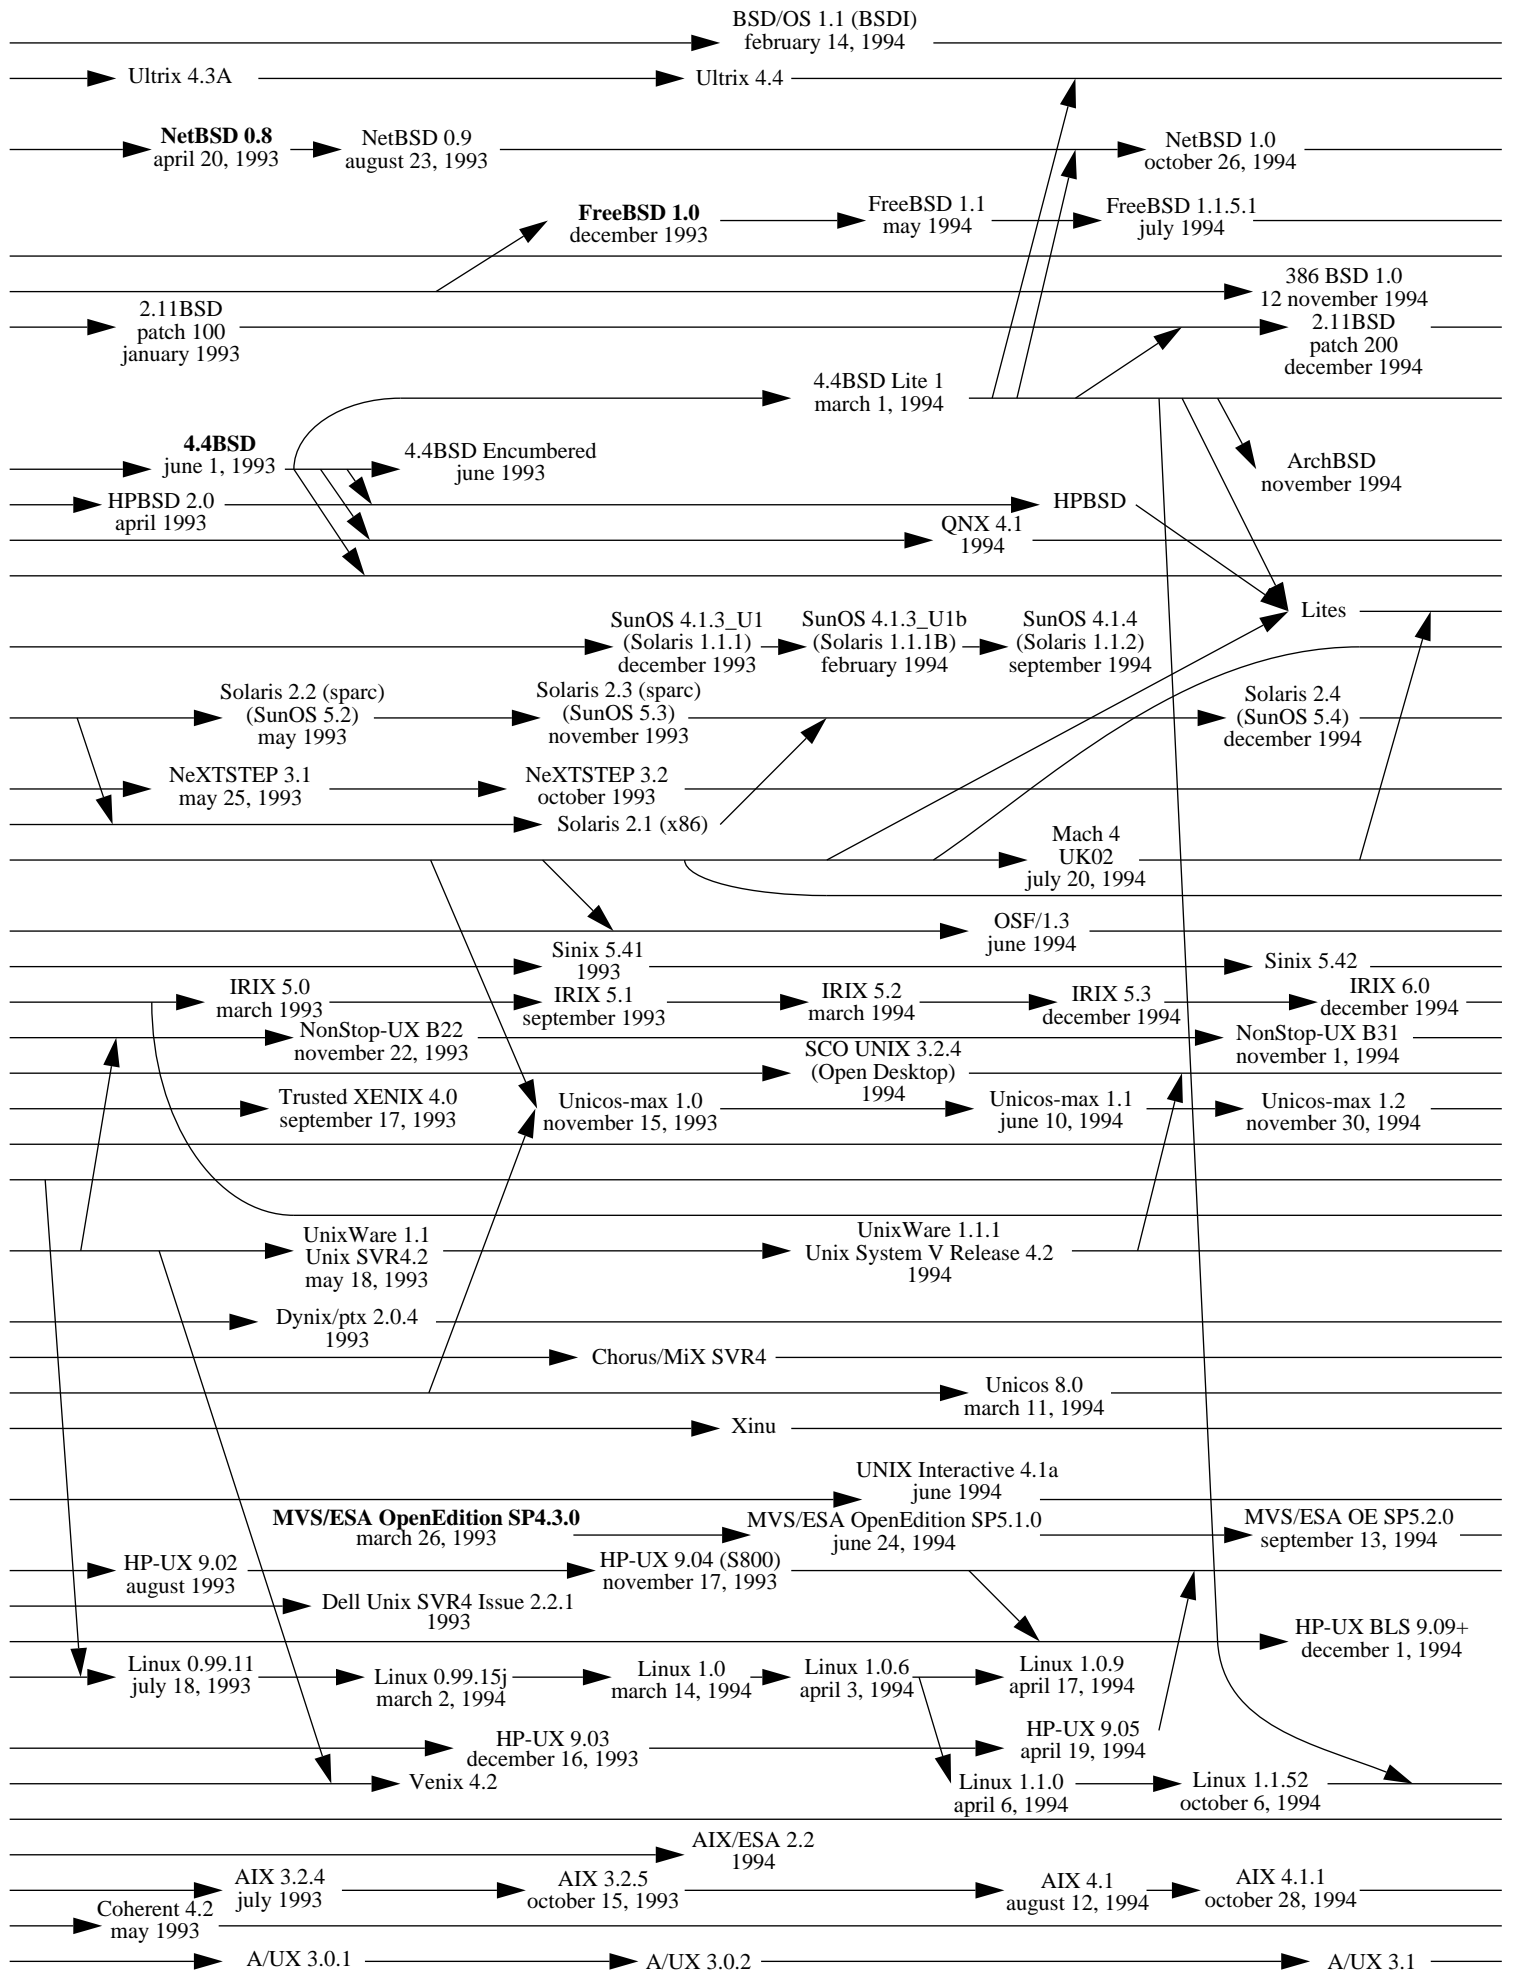 BSD/OS 1.1 (BSDI)
february 14, 1994
Ultrix 4.3A
Ultrix 4.4
NetBSD 0.8
april 20, 1993
NetBSD 0.9
august 23, 1993
NetBSD 1.0
october 26, 1994
FreeBSD 1.0
december 1993
FreeBSD 1.1
may 1994
FreeBSD 1.1.5.1
july 1994
386 BSD 1.0
12 november 1994
2.11BSD
patch 100
january 1993
2.11BSD
patch 200
december 1994
4.4BSD Lite 1
march 1, 1994
4.4BSD
june 1, 1993
4.4BSD Encumbered
june 1993
ArchBSD
november 1994
HPBSD 2.0
april 1993
HPBSD
QNX 4.1
1994
Lites
SunOS 4.1.3_U1
(Solaris 1.1.1)
december 1993
SunOS 4.1.3_U1b
(Solaris 1.1.1B)
february 1994
SunOS 4.1.4
(Solaris 1.1.2)
september 1994
Solaris 2.2 (sparc)
(SunOS 5.2)
may 1993
Solaris 2.3 (sparc)
(SunOS 5.3)
november 1993
Solaris 2.4
(SunOS 5.4)
december 1994
NeXTSTEP 3.1
may 25, 1993
NeXTSTEP 3.2
october 1993
Solaris 2.1 (x86)
Mach 4
UK02
july 20, 1994
OSF/1.3
june 1994
Sinix 5.41
1993
Sinix 5.42
IRIX 5.0
march 1993
IRIX 5.1
september 1993
IRIX 5.2
march 1994
IRIX 5.3
december 1994
IRIX 6.0
december 1994
NonStop-UX B22
november 22, 1993
NonStop-UX B31
november 1, 1994
SCO UNIX 3.2.4
(Open Desktop)
1994
Trusted XENIX 4.0
september 17, 1993
Unicos-max 1.0
november 15, 1993
Unicos-max 1.1
june 10, 1994
Unicos-max 1.2
november 30, 1994
UnixWare 1.1
Unix SVR4.2
may 18, 1993
UnixWare 1.1.1
Unix System V Release 4.2
1994
Dynix/ptx 2.0.4
1993
Chorus/MiX SVR4
Unicos 8.0
march 11, 1994
Xinu
UNIX Interactive 4.1a
june 1994
MVS/ESA OpenEdition SP4.3.0
march 26, 1993
MVS/ESA OpenEdition SP5.1.0
june 24, 1994
MVS/ESA OE SP5.2.0
september 13, 1994
HP-UX 9.02
august 1993
HP-UX 9.04 (S800)
november 17, 1993
Dell Unix SVR4 Issue 2.2.1
1993
HP-UX BLS 9.09+
december 1, 1994
Linux 0.99.11
july 18, 1993
Linux 0.99.15j
march 2, 1994
Linux 1.0
march 14, 1994
Linux 1.0.6
april 3, 1994
Linux 1.0.9
april 17, 1994
HP-UX 9.03
december 16, 1993
HP-UX 9.05
april 19, 1994
Venix 4.2
Linux 1.1.0
april 6, 1994
Linux 1.1.52
october 6, 1994
AIX/ESA 2.2
1994
AIX 3.2.4
july 1993
AIX 3.2.5
october 15, 1993
AIX 4.1
august 12, 1994
AIX 4.1.1
october 28, 1994
Coherent 4.2
may 1993
A/UX 3.0.1
A/UX 3.0.2
A/UX 3.1